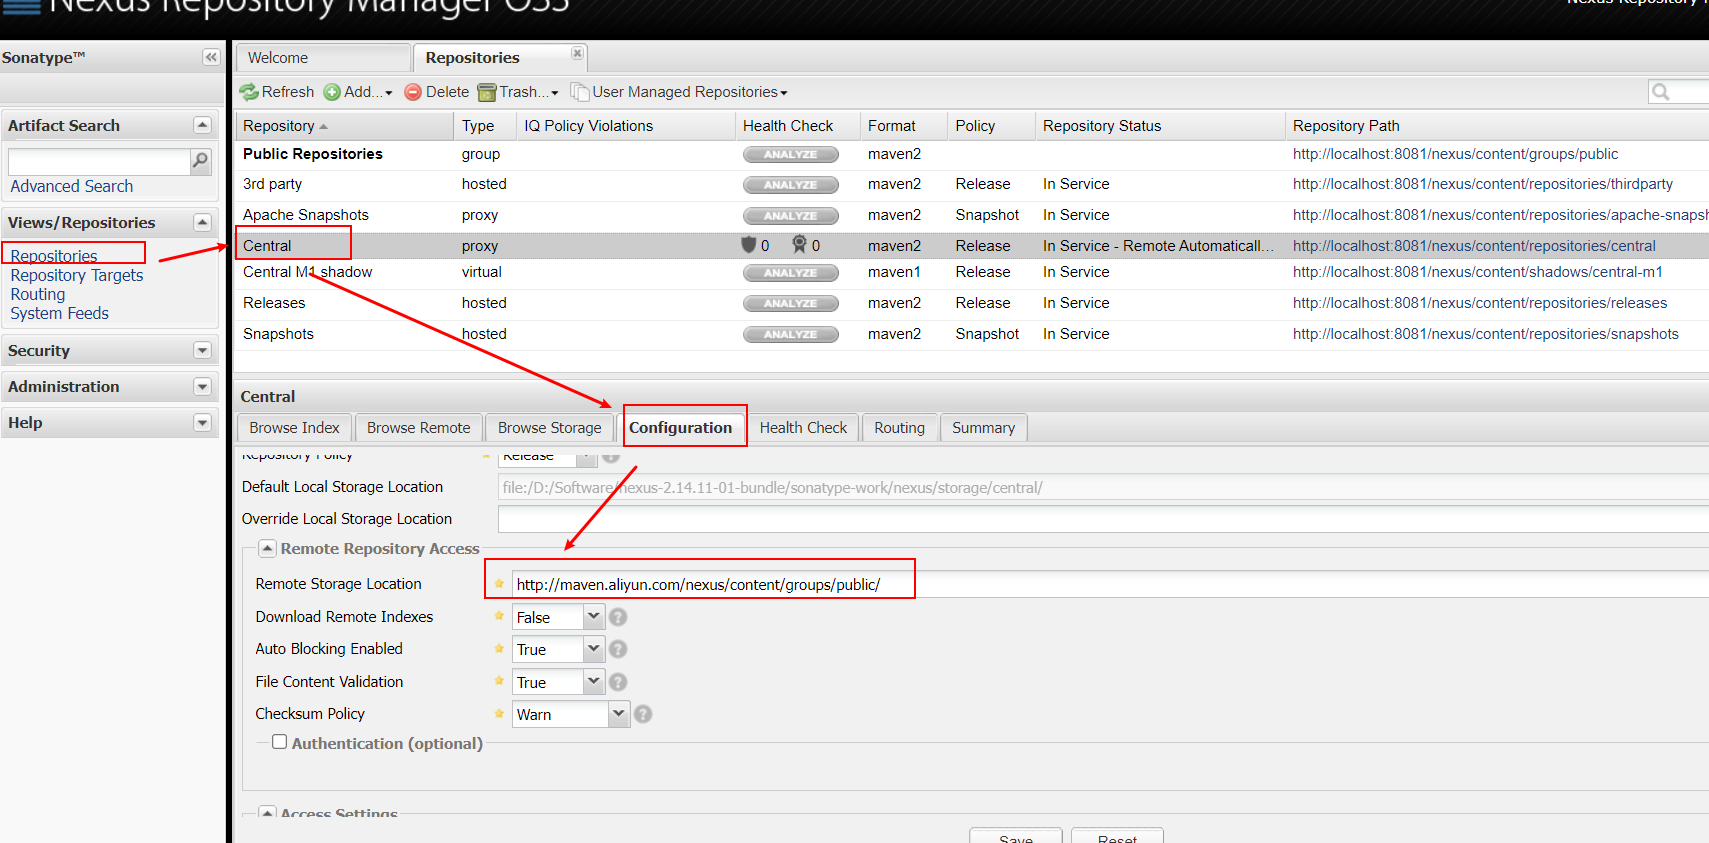 Nexus Repository Manager OSS
Nexus Repository
Sonatype™
Welcome
Repositories
Refresh Add... Delete Trash... User Managed Repositories
Artifact Search
Advanced Search
Views/Repositories
Repositories
Repository Targets
Routing
System Feeds
Security
Administration
Help
Repository Type IQ Policy Violations Health Check Format Policy Repository Status Repository Path
Public Repositories group ANALYZE maven2 http://localhost:8081/nexus/content/groups/public
3rd party hosted ANALYZE maven2 Release In Service http://localhost:8081/nexus/content/repositories/thirdparty
Apache Snapshots proxy ANALYZE maven2 Snapshot In Service http://localhost:8081/nexus/content/repositories/apache-snapsh
Central proxy 0 0 maven2 Release In Service - Remote Automaticall... http://localhost:8081/nexus/content/repositories/central
Central M1 shadow virtual ANALYZE maven1 Release In Service http://localhost:8081/nexus/content/shadows/central-m1
Releases hosted ANALYZE maven2 Release In Service http://localhost:8081/nexus/content/repositories/releases
Snapshots hosted ANALYZE maven2 Snapshot In Service http://localhost:8081/nexus/content/repositories/snapshots
Central
Browse Index Browse Remote Browse Storage Configuration Health Check Routing Summary
Repository Policy Release
Default Local Storage Location file:/D:/Software/nexus-2.14.11-01-bundle/sonatype-work/nexus/storage/central/
Override Local Storage Location
Remote Repository Access
Remote Storage Location http://maven.aliyun.com/nexus/content/groups/public/
Download Remote Indexes False
Auto Blocking Enabled True
File Content Validation True
Checksum Policy Warn
Authentication (optional)
Access Settings
Save Reset